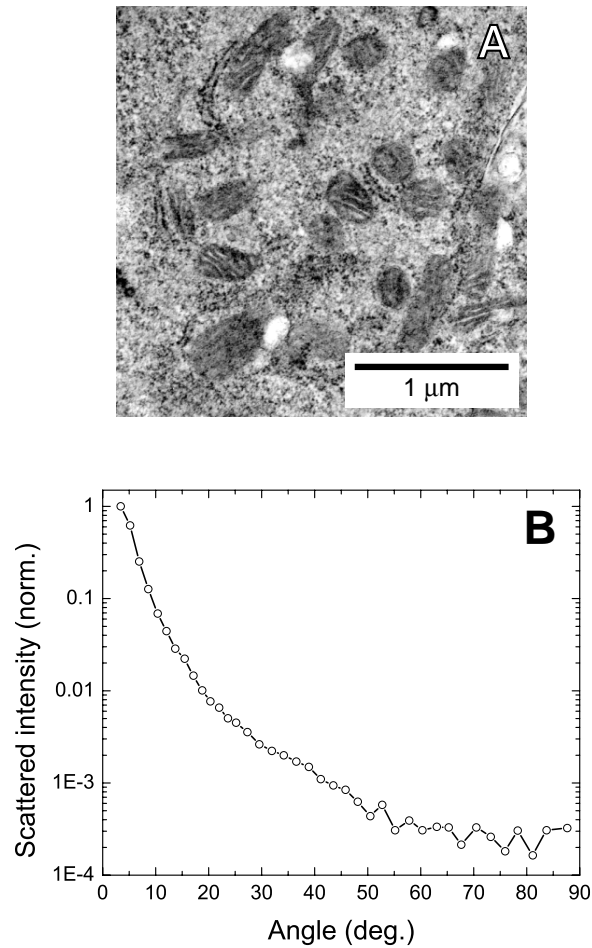 A
1 μm
B
1
0.1
0.01
1E-3
1E-4
0 10 20 30 40 50 60 70 80 90
Scattered intensity (norm.)
Angle (deg.)